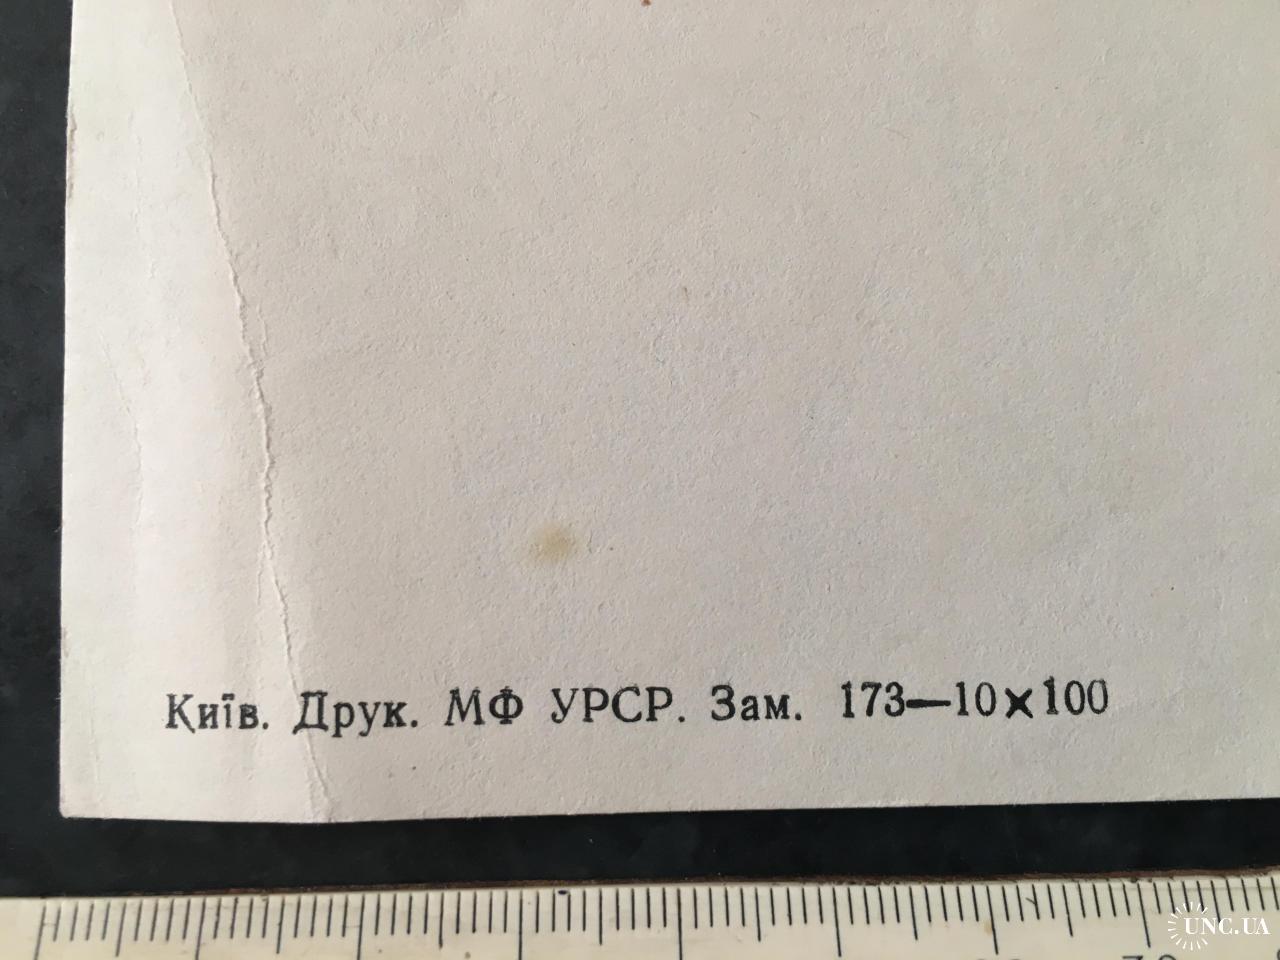 Київ. Друк. МФ УРСР. Зам. 173—10×100
UNC.UA